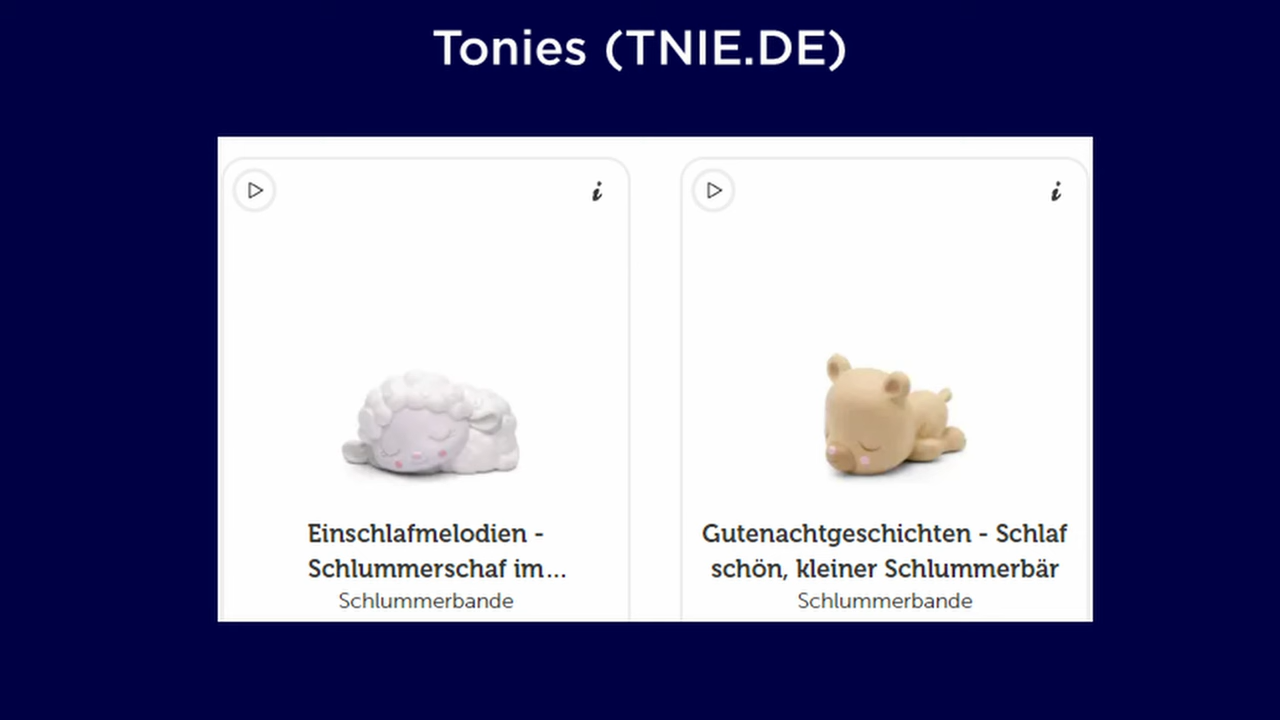 Tonies (TNIE.DE)
i
i
Einschlafmelodien -
Schlummerschaf im...
Schlummerbande
Gutenachtgeschichten - Schlaf
schön, kleiner Schlummerbär
Schlummerbande